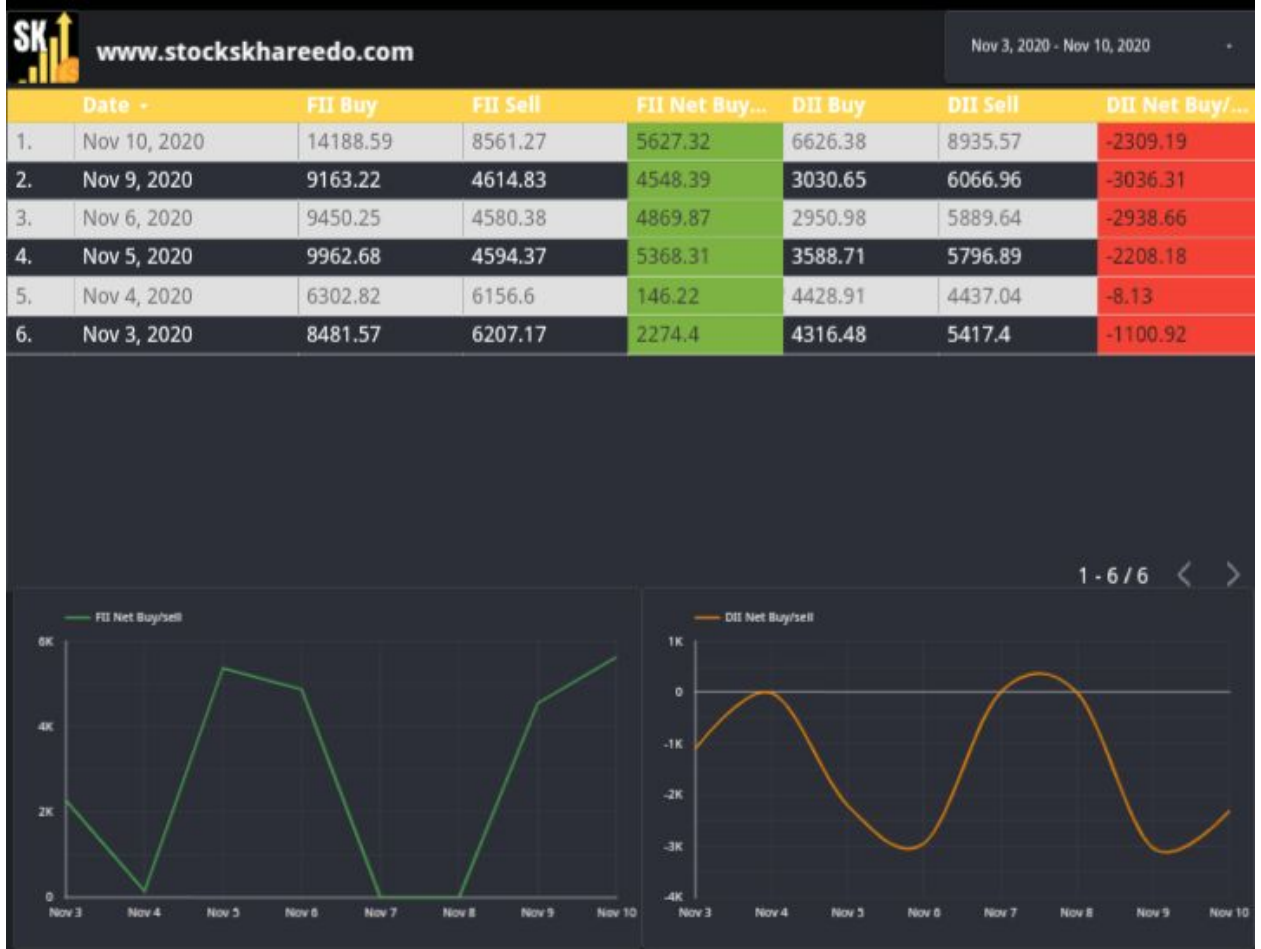 SK
www.stockskhareedo.com
Nov 3, 2020 - Nov 10, 2020
Date FII Buy FII Sell FII Net Buy... DII Buy DII Sell DII Net Buy/...
1. Nov 10, 2020 14188.59 8561.27 5627.32 6626.38 8935.57 -2309.19
2. Nov 9, 2020 9163.22 4614.83 4548.39 3030.65 6066.96 -3036.31
3. Nov 6, 2020 9450.25 4580.38 4869.87 2950.98 5889.64 -2938.66
4. Nov 5, 2020 9962.68 4594.37 5368.31 3588.71 5796.89 -2208.18
5. Nov 4, 2020 6302.82 6156.6 146.22 4428.91 4437.04 -8.13
6. Nov 3, 2020 8481.57 6207.17 2274.4 4316.48 5417.4 -1100.92
1 - 6 / 6
FII Net Buy/sell
6K
4K
2K
0
Nov 3 Nov 4 Nov 5 Nov 6 Nov 7 Nov 8 Nov 9 Nov 10
DII Net Buy/sell
1K
0
-1K
-2K
-3K
-4K
Nov 3 Nov 4 Nov 5 Nov 6 Nov 7 Nov 8 Nov 9 Nov 10